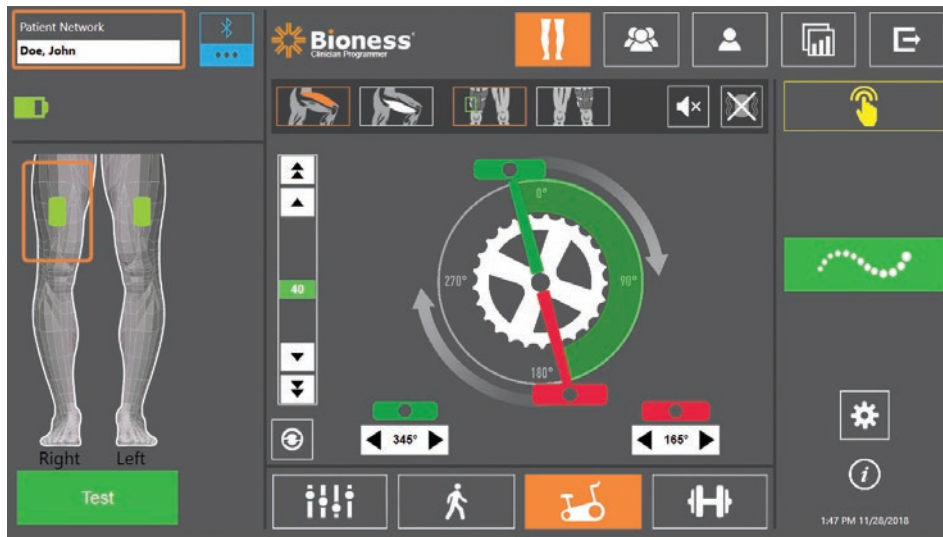 Patient Network
Doe, John
Bioness
Clinician Programmer
40
0°
90°
180°
270°
345°
165°
Right
Left
Test
i
1:47 PM 11/28/2018